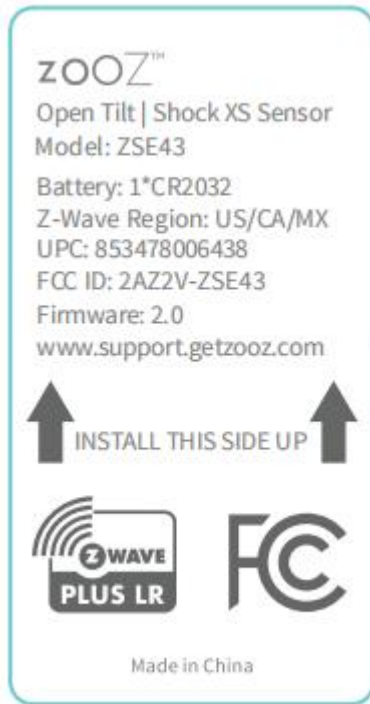 zooz™
Open Tilt | Shock XS Sensor
Model: ZSE43
Battery: 1*CR2032
Z-Wave Region: US/CA/MX
UPC: 853478006438
FCC ID: 2AZ2V-ZSE43
Firmware: 2.0
www.support.getzooz.com
INSTALL THIS SIDE UP
Z WAVE
PLUS LR
FC
Made in China